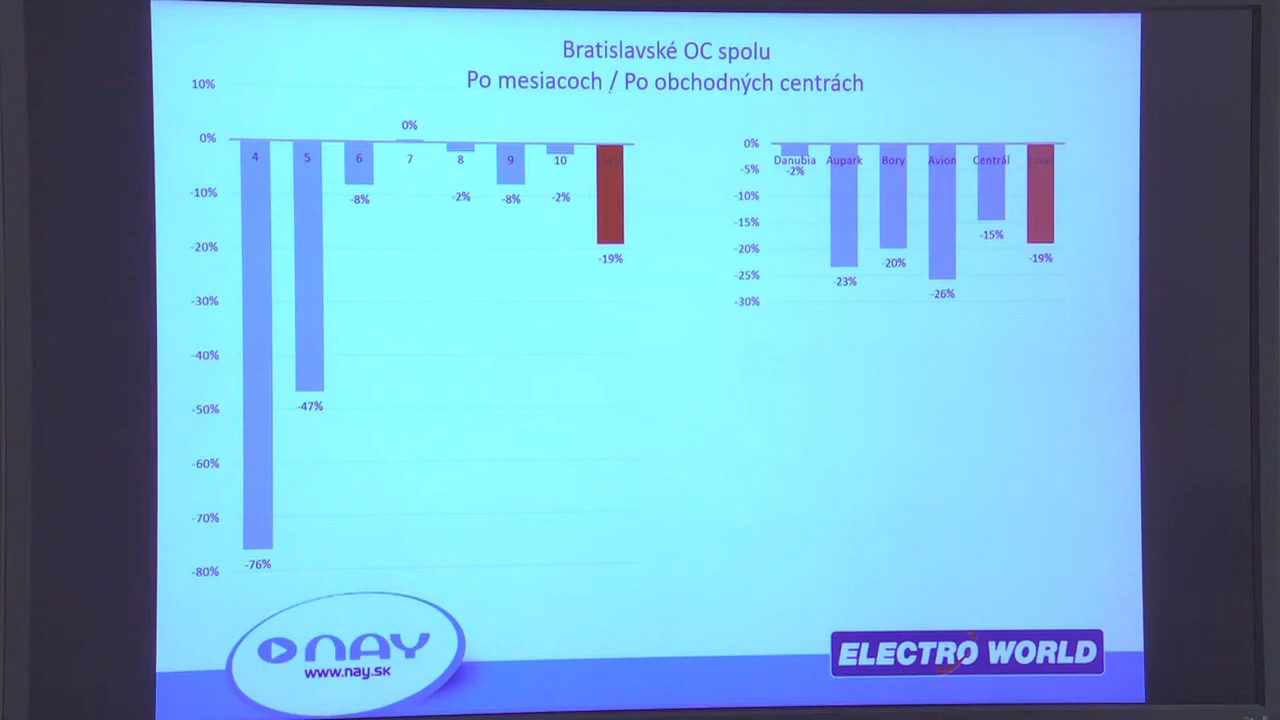 Bratislavské OC spolu
Po mesiacoch / Po obchodných centrách
10%
0%
-10%
-20%
-30%
-40%
-50%
-60%
-70%
-80%
0%
4 5 6 7 8 9 10
-76% -47% -8% -2% -8% -2% -19%
0%
-5%
-10%
-15%
-20%
-25%
-30%
Danubia Aupark Bory Avion Centrál
-2% -23% -20% -26% -15% -19%
NAY
www.nay.sk
ELECTRO WORLD